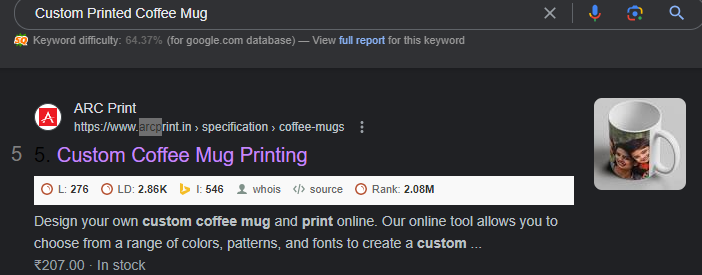 Custom Printed Coffee Mug
Keyword difficulty: 64.37% (for google.com database) — View full report for this keyword
ARC Print
https://www.arcprint.in › specification › coffee-mugs
5 5. Custom Coffee Mug Printing
L: 276 LD: 2.86K I: 546 whois </> source Rank: 2.08M
Design your own custom coffee mug and print online. Our online tool allows you to
choose from a range of colors, patterns, and fonts to create a custom ...
₹207.00 · In stock